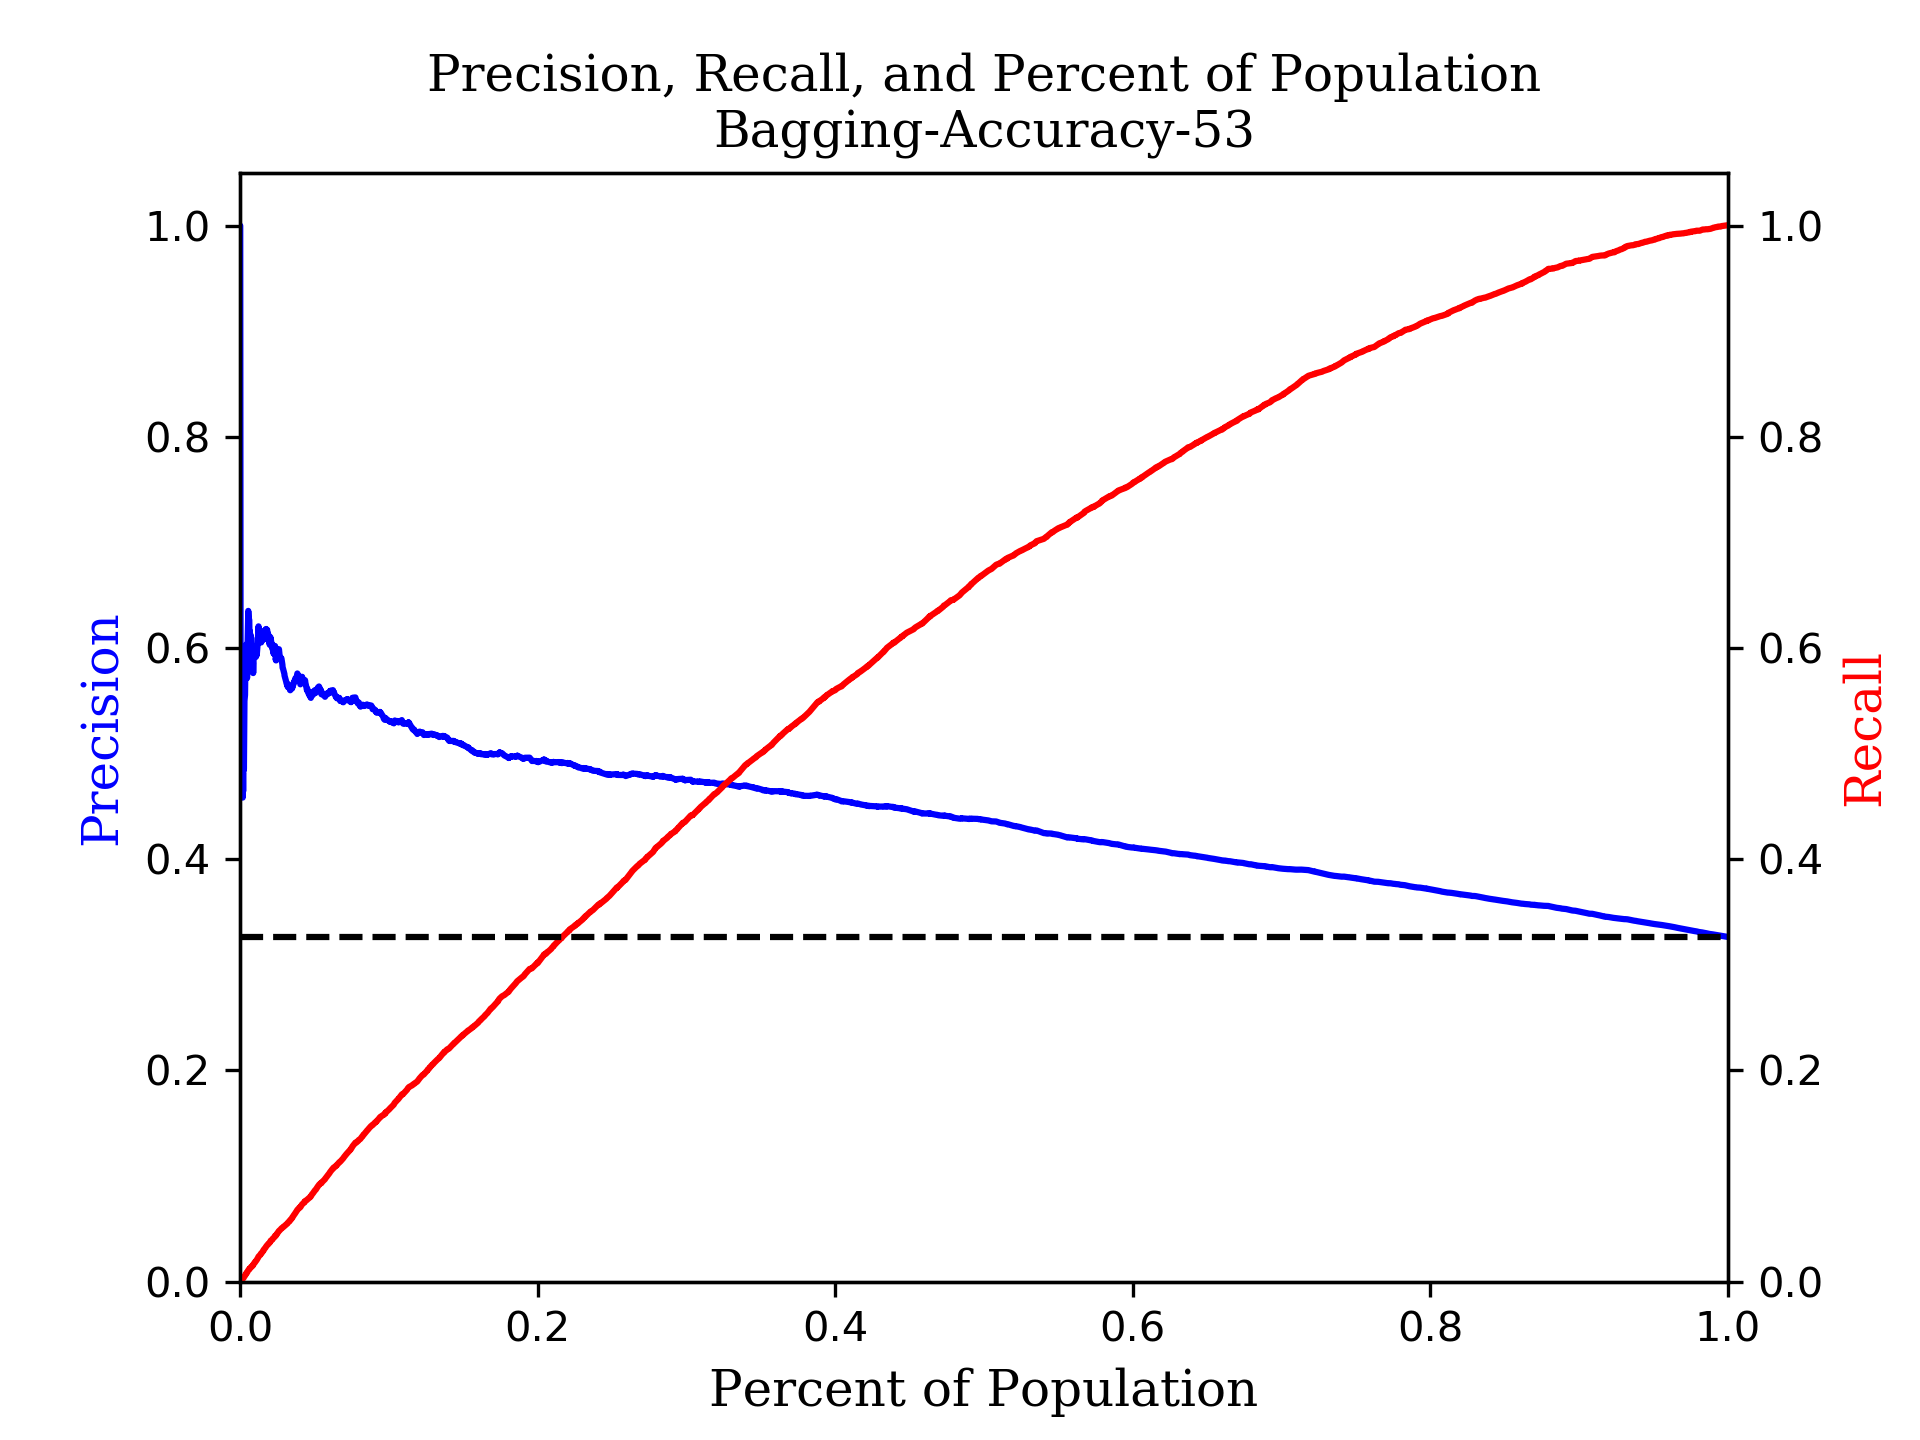 Precision, Recall, and Percent of Population
Bagging-Accuracy-53
Precision
1.0
0.8
0.6
0.4
0.2
0.0
1.0
0.8
0.6
0.4
0.2
0.0
Recall
0.0 0.2 0.4 0.6 0.8 1.0
Percent of Population